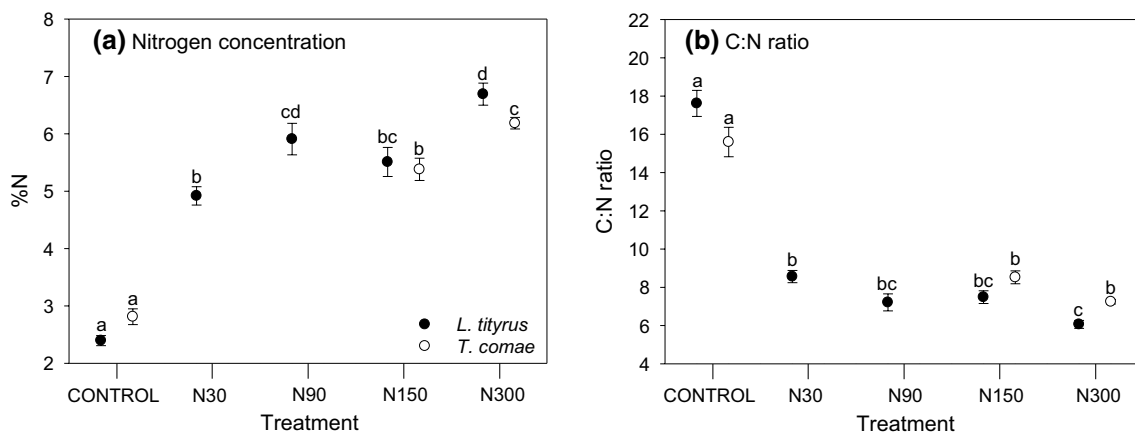 (a) Nitrogen concentration
8
7
6
5
4
3
2
%N
a
a
b
cd
bc
b
d
c
L. tityrus
T. comae
CONTROL N30 N90 N150 N300
Treatment
(b) C:N ratio
22
20
18
16
14
12
10
8
6
4
C:N ratio
a
a
b
bc
bc
b
c
b
CONTROL N30 N90 N150 N300
Treatment